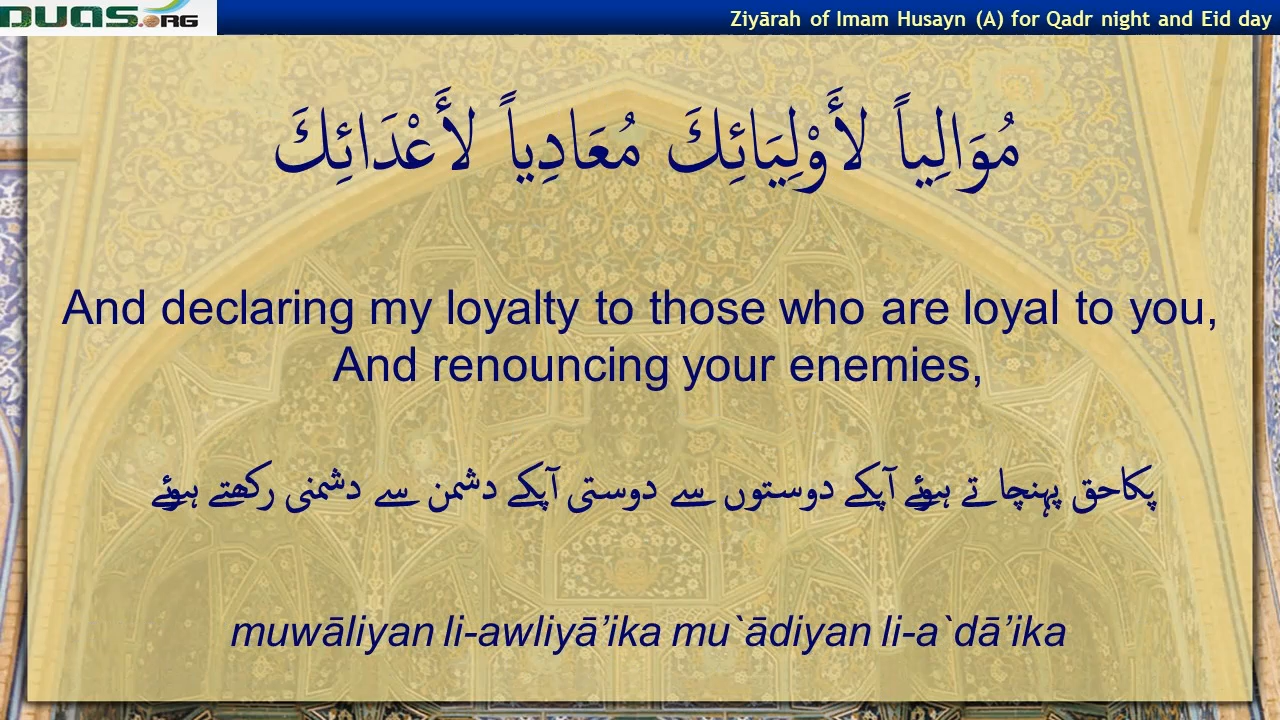 DUAS.ORG
Ziyārah of Imam Husayn (A) for Qadr night and Eid day
مُوَالِياً لأَوْلِيَائِكَ مُعَادِياً لأَعْدَائِكَ
And declaring my loyalty to those who are loyal to you,
And renouncing your enemies,
پکاحق پہنچاتے ہوئے آپکے دوستوں سے دوستی آپکے دشمن سے دشمنی رکھتے ہوئے
muwāliyan li-awliyā’ika mu`ādiyan li-a`dā’ika